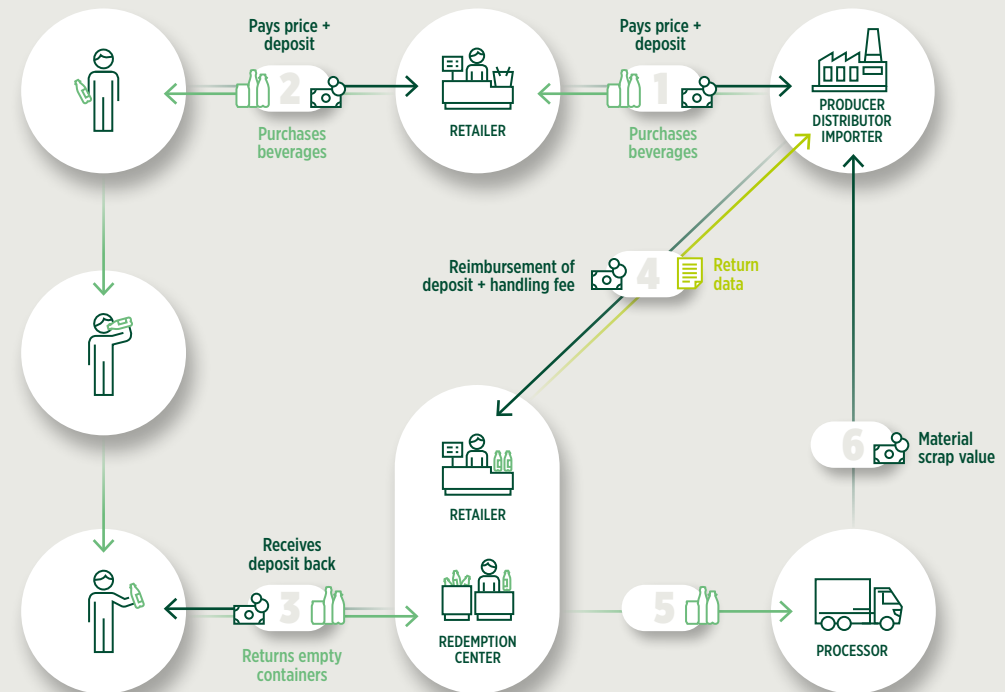 Pays price +
deposit
2
Purchases
beverages
RETAILER
Pays price +
deposit
1
Purchases
beverages
PRODUCER
DISTRIBUTOR
IMPORTER
Reimbursement of
deposit + handling fee
4
Return
data
6
Material
scrap value
RETAILER
Receives
deposit back
3
Returns empty
containers
REDEMPTION
CENTER
5
PROCESSOR